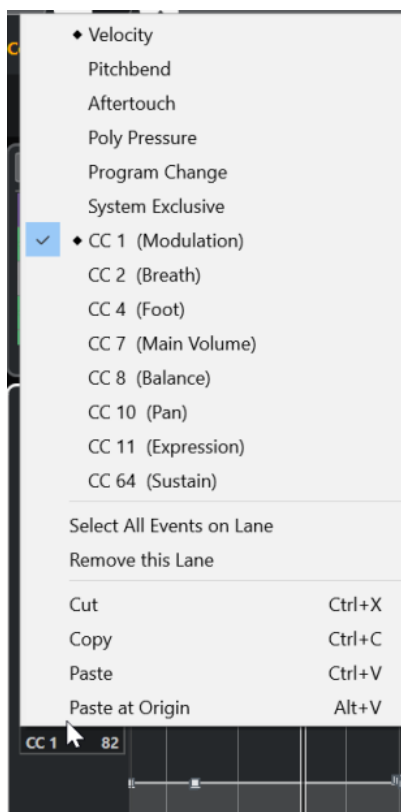 Velocity
Pitchbend
Aftertouch
Poly Pressure
Program Change
System Exclusive
CC 1 (Modulation)
CC 2 (Breath)
CC 4 (Foot)
CC 7 (Main Volume)
CC 8 (Balance)
CC 10 (Pan)
CC 11 (Expression)
CC 64 (Sustain)
Select All Events on Lane
Remove this Lane
Cut Ctrl+X
Copy Ctrl+C
Paste Ctrl+V
Paste at Origin Alt+V
CC 1 82